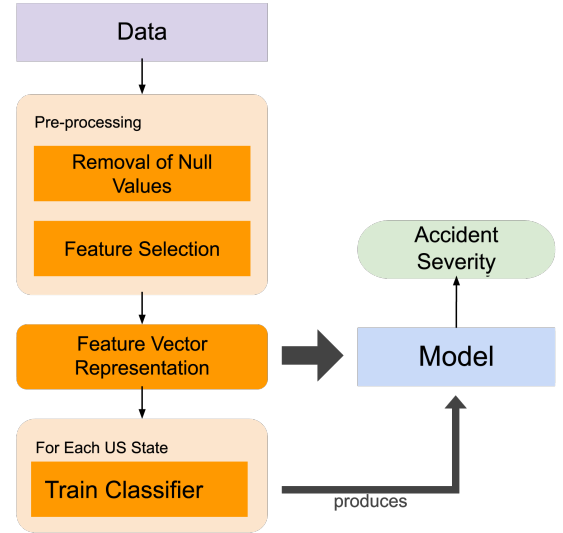 Data
Pre-processing
Removal of Null
Values
Feature Selection
Accident
Severity
Feature Vector
Representation
Model
For Each US State
Train Classifier
produces